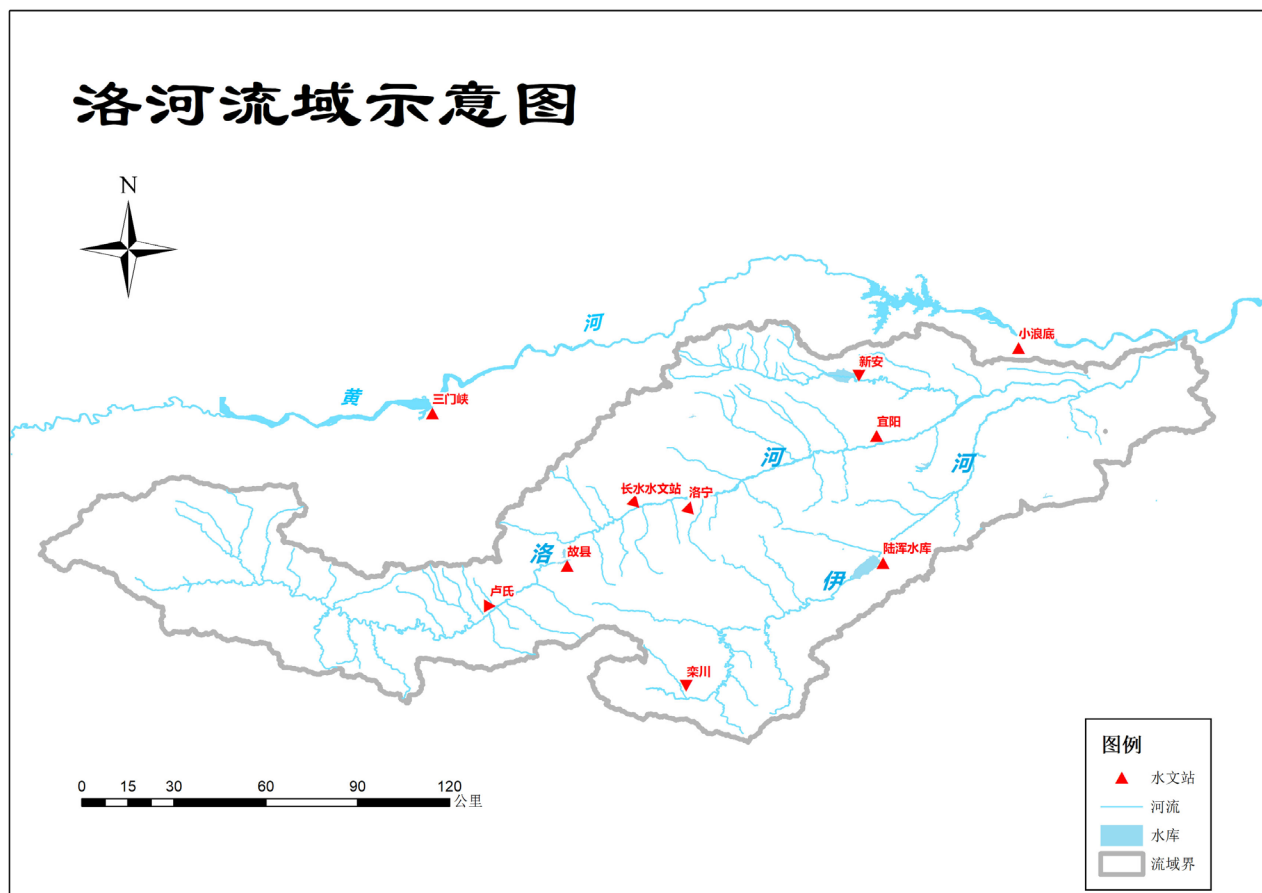 洛河流域示意图
N
河
小浪底
新安
黄
三门峡
宜阳
河
河
长水水文站
洛宁
洛
故县
陆浑水库
伊
卢氏
栾川
0 15 30 60 90 120
公里
图例
水文站
河流
水库
流域界